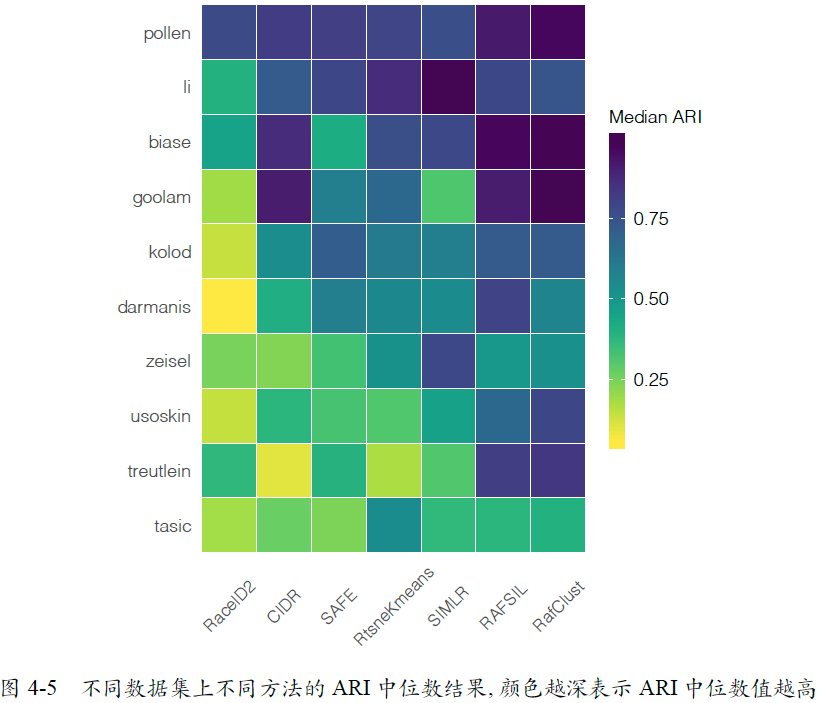 pollen
li
biase
goolam
kolod
darmanis
zeisel
usoskin
treutlein
tasic
RaceID2
CIDR
SAFE
RtsneKmeans
SIMLR
RAFSIL
RafClust
Median ARI
0.75
0.50
0.25
图 4-5 不同数据集上不同方法的 ARI 中位数结果, 颜色越深表示 ARI 中位数值越高